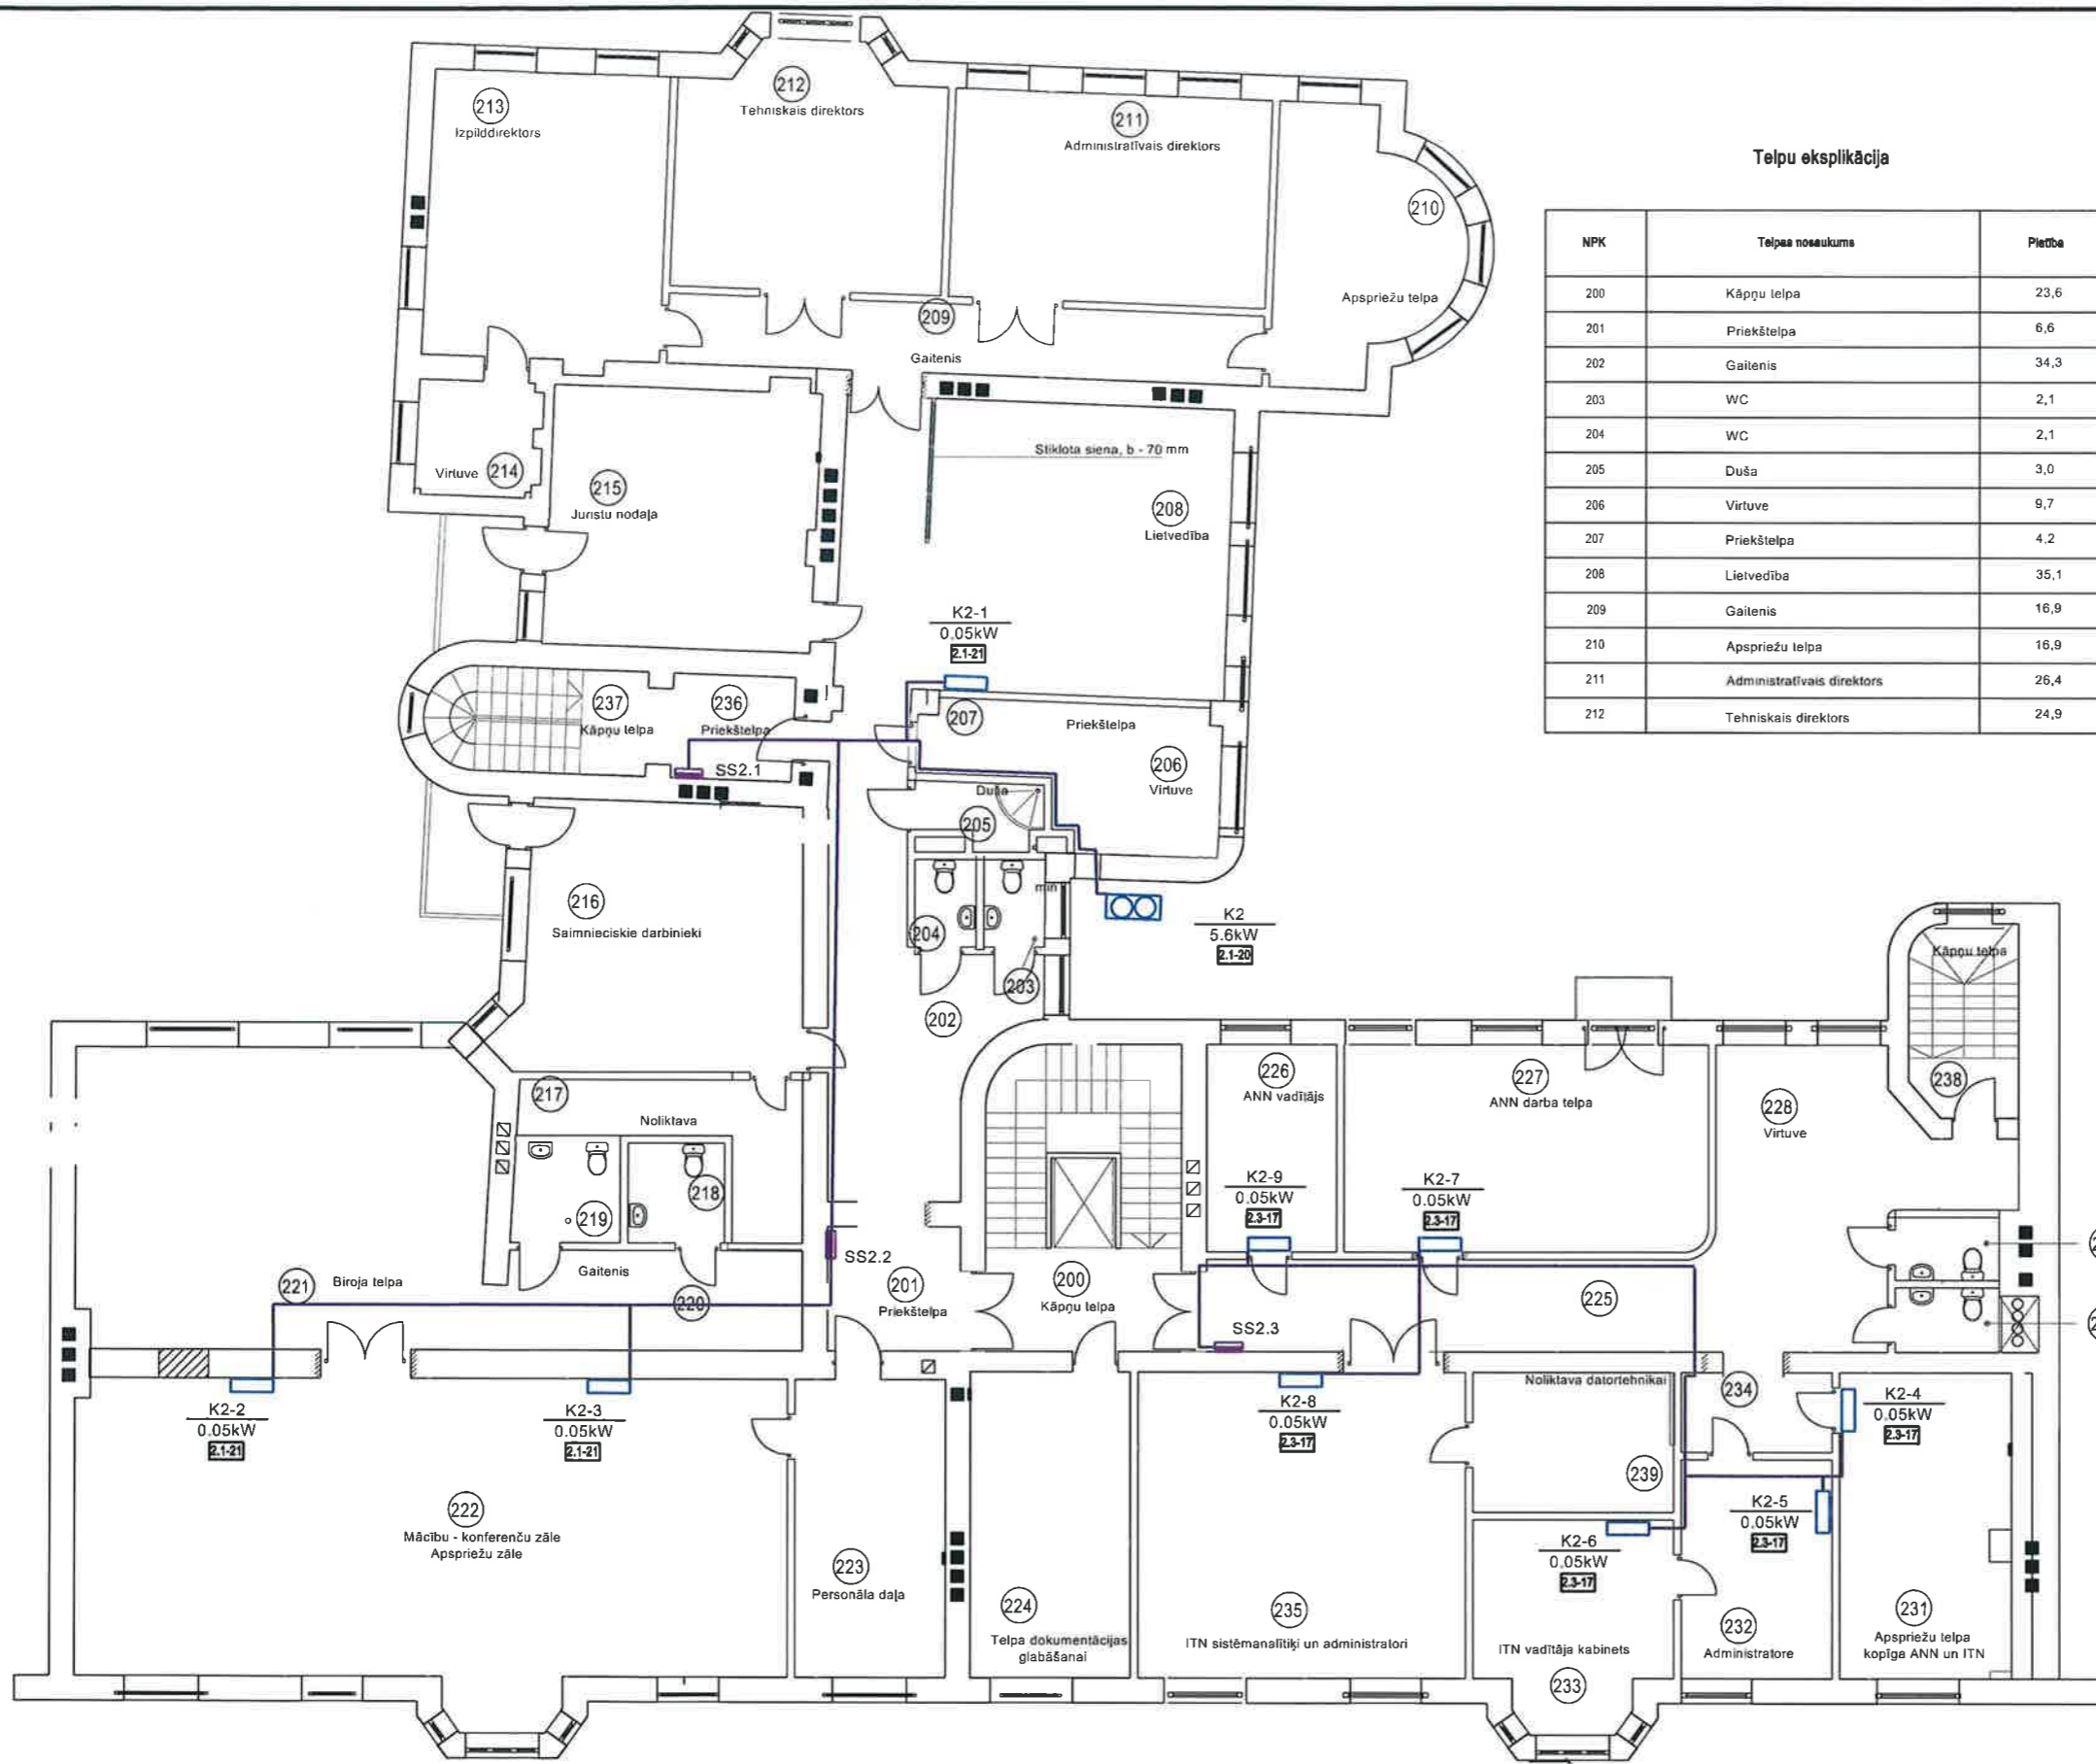 212
Tehniskais direktors
213
Izpilddirektors
211
Administratīvais direktors
210
Apspriežu telpa
209
Gaitenis
Telpu eksplikācija
NPK Telpas nosaukums Platība
200 Kāpņu telpa 23,6
201 Priekštelpa 6,6
202 Gaitenis 34,3
203 WC 2,1
204 WC 2,1
205 Duša 3,0
206 Virtuve 9,7
207 Priekštelpa 4,2
208 Lietvedība 35,1
209 Gaitenis 16,9
210 Apspriežu telpa 16,9
211 Administratīvais direktors 26,4
212 Tehniskais direktors 24,9
Stiklota siena, b - 70 mm
Virtuve 214
215
Juristu nodaļa
208
Lietvedība
K2-1
0.05kW
2.1-21
237
Kāpņu telpa
236
Priekštelpa
207
Priekštelpa
SS2.1
206
Virtuve
Duša
205
min
216
Saimnieciskie darbinieki
204
203
202
K2
5.6kW
2.1-20
Kāpņu telpa
238
217
Noliktava
218
219
226
ANN vadītājs
227
ANN darba telpa
228
Virtuve
K2-9
0.05kW
2.3-17
K2-7
0.05kW
2.3-17
SS2.2
Gaitenis
220
221
Biroja telpa
201
Priekštelpa
200
Kāpņu telpa
225
SS2.3
2
2
K2-2
0.05kW
2.1-21
K2-3
0.05kW
2.1-21
K2-8
0.05kW
2.3-17
Noliktava datortehnikai
234
K2-4
0.05kW
2.3-17
239
222
Mācību - konferenču zāle
Apspriežu zāle
K2-5
0.05kW
2.3-17
K2-6
0.05kW
2.3-17
223
Personāla daļa
224
Telpa dokumentācijas
glabāšanai
235
ITN sistēmanalītiķi un administratori
ITN vadītāja kabinets
233
232
Administratore
231
Apspriežu telpa
kopīga ANN un ITN